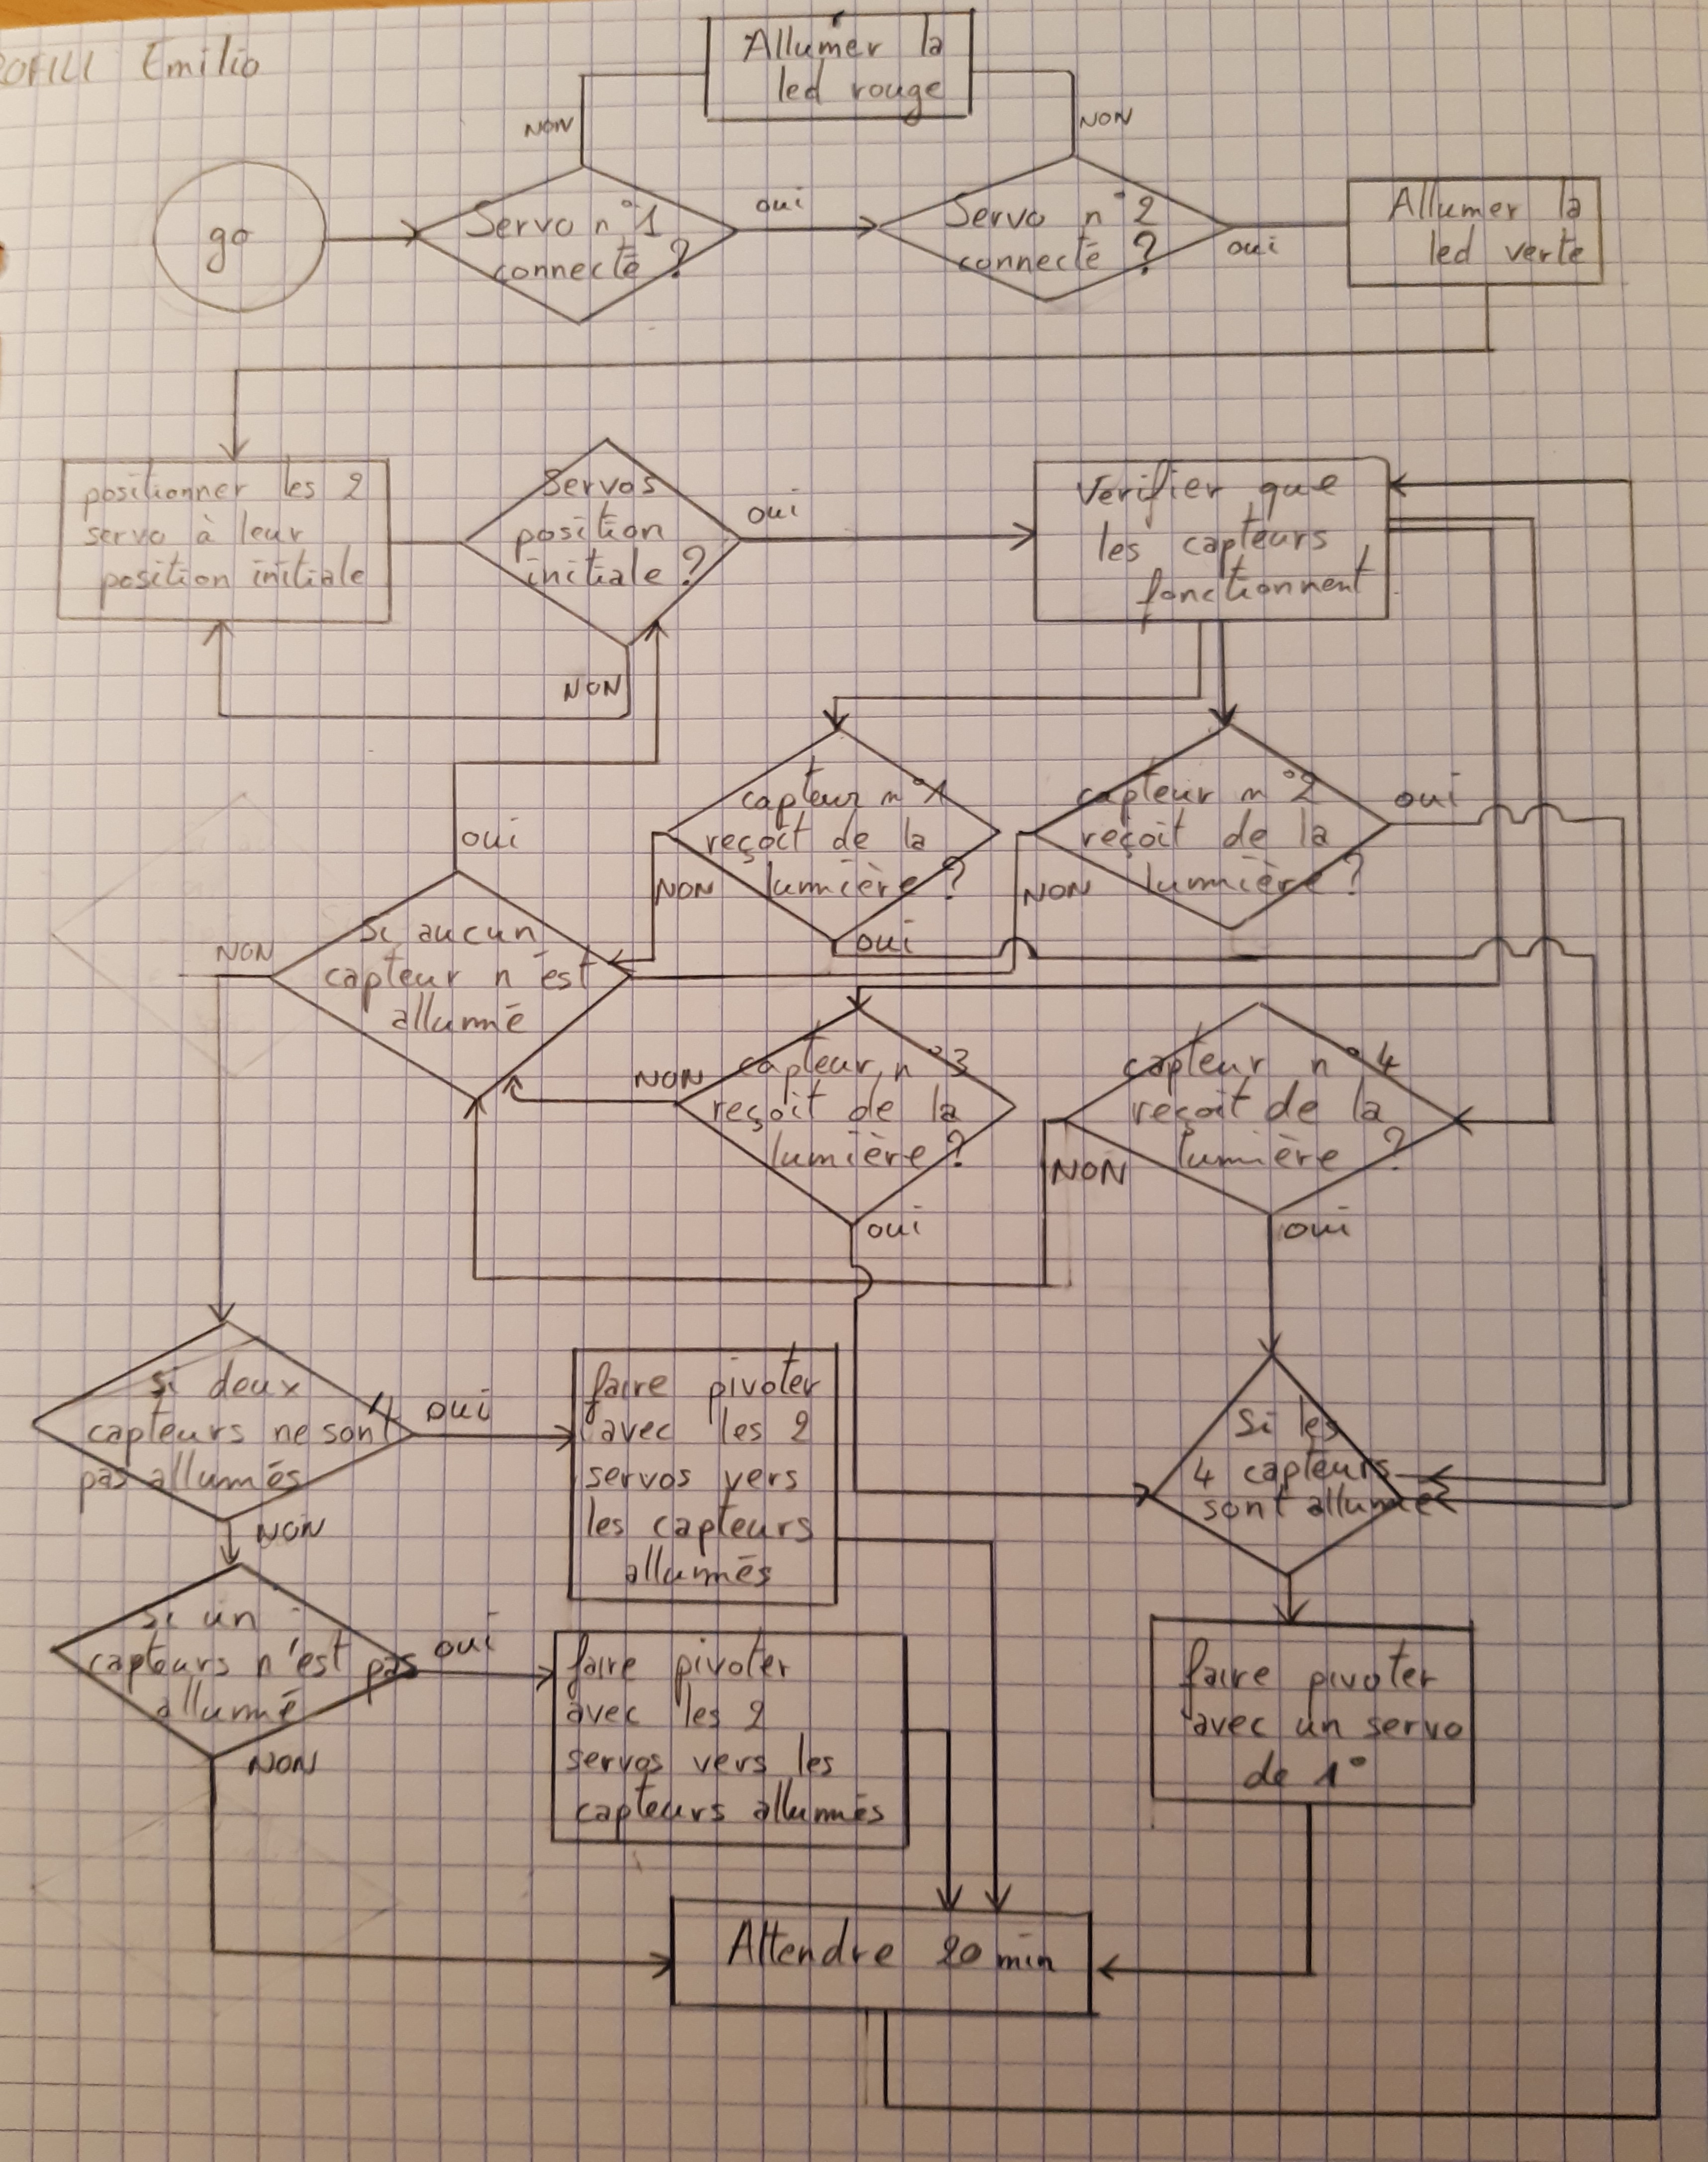 Emilio
Allumer la
led rouge
NON
NON
go
Servo n°1
connecté ?
oui
Servo n°2
connecté ?
oui
Allumer la
led verte
positionner les 2
servo à leur
position initiale
Servos
position
initiale ?
oui
NON
Vérifier que
les capteurs
fonctionnent
capteur n°1
reçoit de la
lumière ?
NON
oui
capteur n°2
reçoit de la
lumière ?
NON
oui
oui
Si aucun
capteur n'est
allumé
NON
capteur n°3
reçoit de la
lumière ?
NON
oui
capteur n°4
reçoit de la
lumière ?
NON
oui
si deux
capteurs ne sont
pas allumés
oui
NON
faire pivoter
avec les 2
servos vers
les capteurs
allumés
Si les
4 capteurs
sont allumé
si un
capteurs n'est pas
allumé
oui
NON
faire pivoter
avec les 2
servos vers les
capteurs allumés
faire pivoter
avec un servo
de 1°
Attendre 20 min